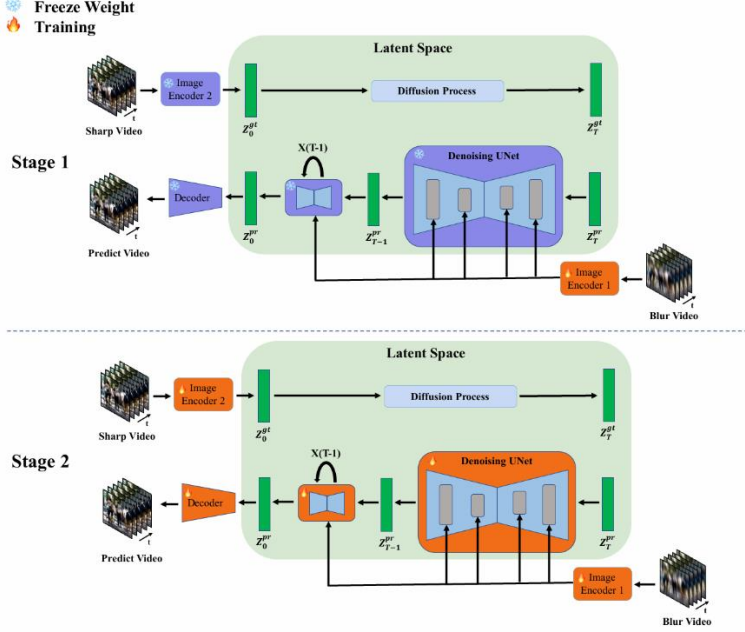 Freeze Weight
Training
Latent Space
Image
Encoder 2
Diffusion Process
t
Sharp Video
Z_0^{gt}
Z_T^{gt}
Stage 1
X(T-1)
Denoising UNet
Decoder
t
Predict Video
Z_0^{pr}
Z_{T-1}^{pr}
Z_T^{pr}
Image
Encoder 1
t
Blur Video
Latent Space
Image
Encoder 2
Diffusion Process
t
Sharp Video
Z_0^{gt}
Z_T^{gt}
Stage 2
X(T-1)
Denoising UNet
Decoder
t
Predict Video
Z_0^{pr}
Z_{T-1}^{pr}
Z_T^{pr}
Image
Encoder 1
t
Blur Video